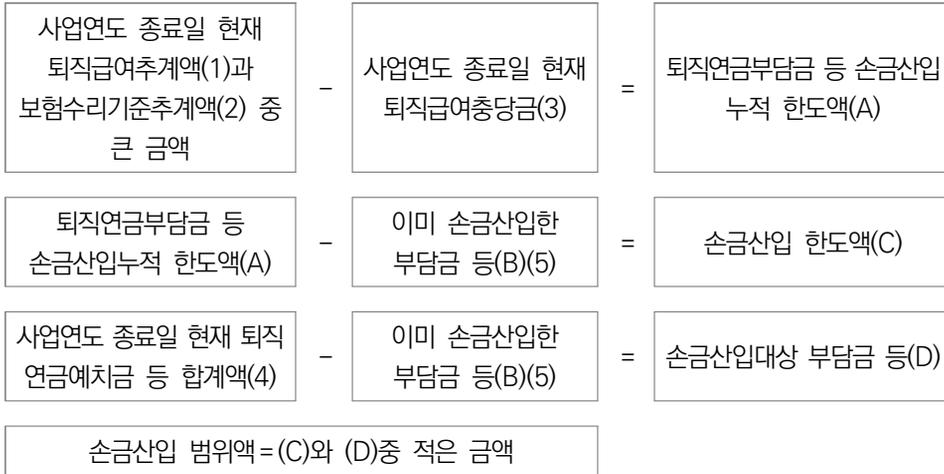 사업연도 종료일 현재
퇴직급여추계액(1)과
보험수리기준추계액(2) 중
큰 금액
−
사업연도 종료일 현재
퇴직급여충당금(3)
=
퇴직연금부담금 등 손금산입
누적 한도액(A)
퇴직연금부담금 등
손금산입누적 한도액(A)
−
이미 손금산입한
부담금 등(B)(5)
=
손금산입 한도액(C)
사업연도 종료일 현재 퇴직
연금예치금 등 합계액(4)
−
이미 손금산입한
부담금 등(B)(5)
=
손금산입대상 부담금 등(D)
손금산입 범위액=(C)와 (D)중 적은 금액